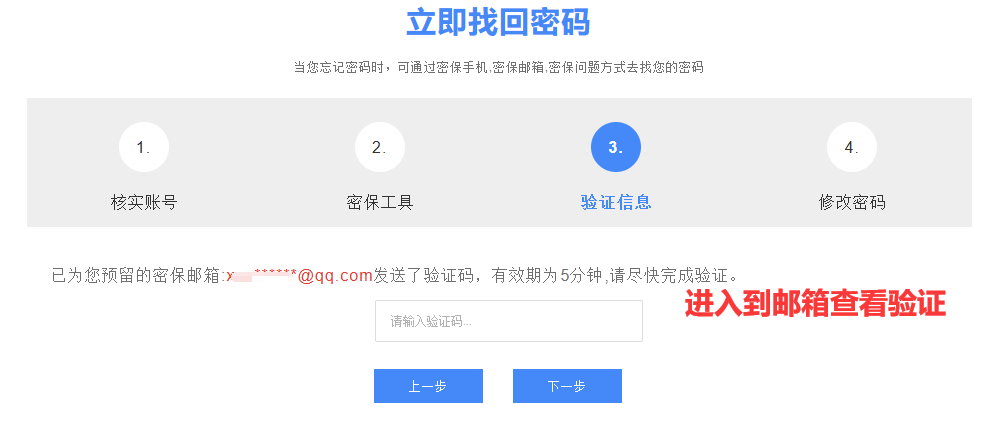 立即找回密码
当您忘记密码时，可通过密保手机,密保邮箱,密保问题方式去找您的密码
1. 2. 3. 4.
核实账号 密保工具 验证信息 修改密码
已为您预留的密保邮箱:x******@qq.com发送了验证码，有效期为5分钟,请尽快完成验证。
进入到邮箱查看验证
请输入验证码...
上一步 下一步